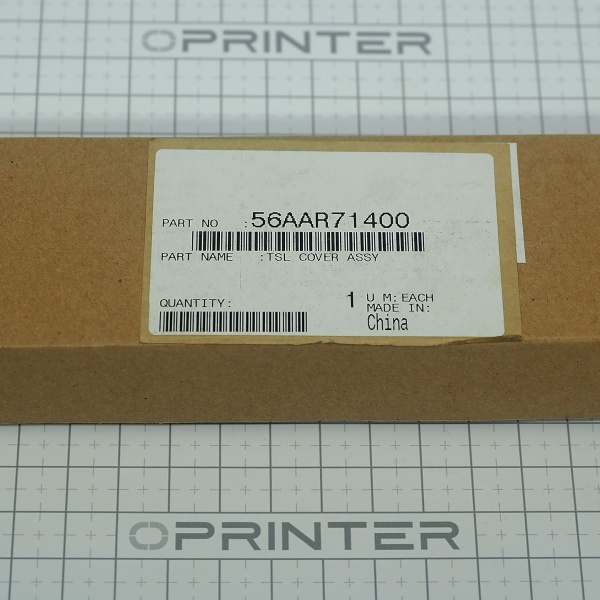 OPRINTER
PART NO :56AAR71400
PART NAME :TSL COVER ASSY
QUANTITY: 1 U M:EACH
MADE IN:
China
OPRINTER